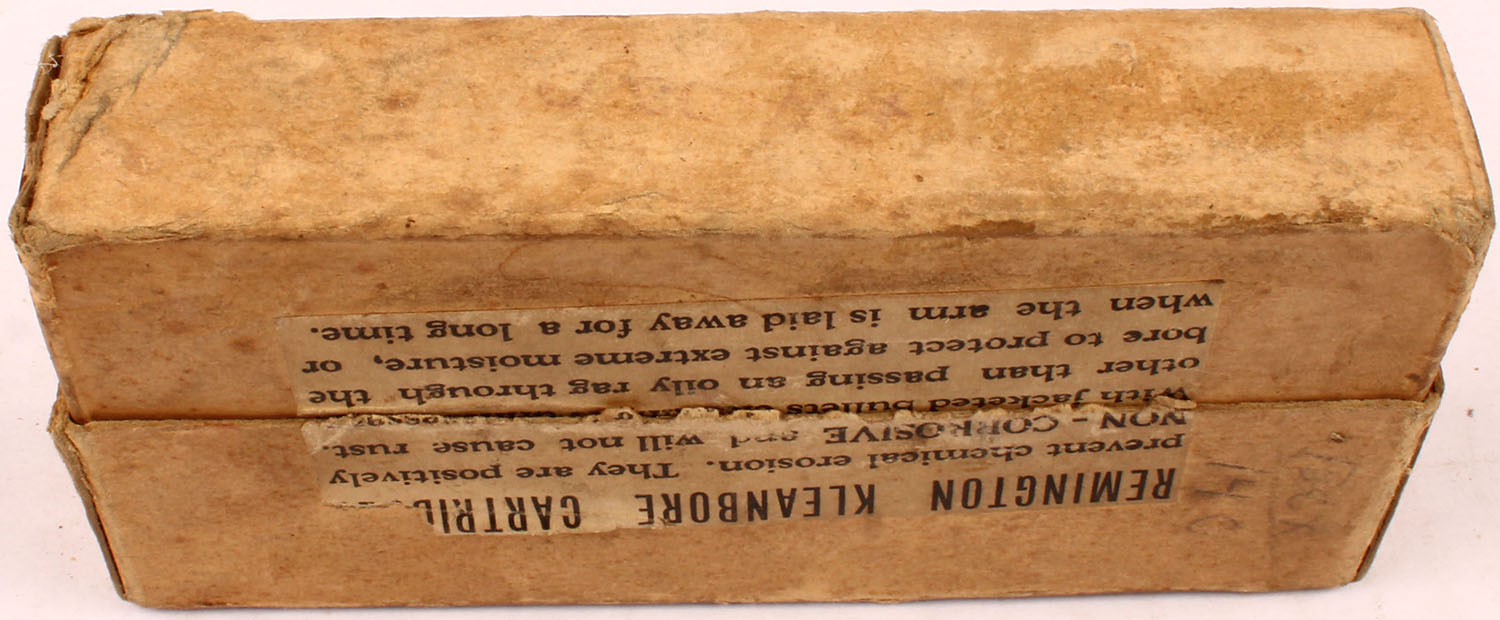 REMINGTON KLEANBORE
prevent chemical erosion. They are positively
NON-CORROSIVE and will not cause rust.
with jacketed bullets
other than passing an oily rag through the
bore to protect against extreme moisture, or
when the arm is laid away for a long time.